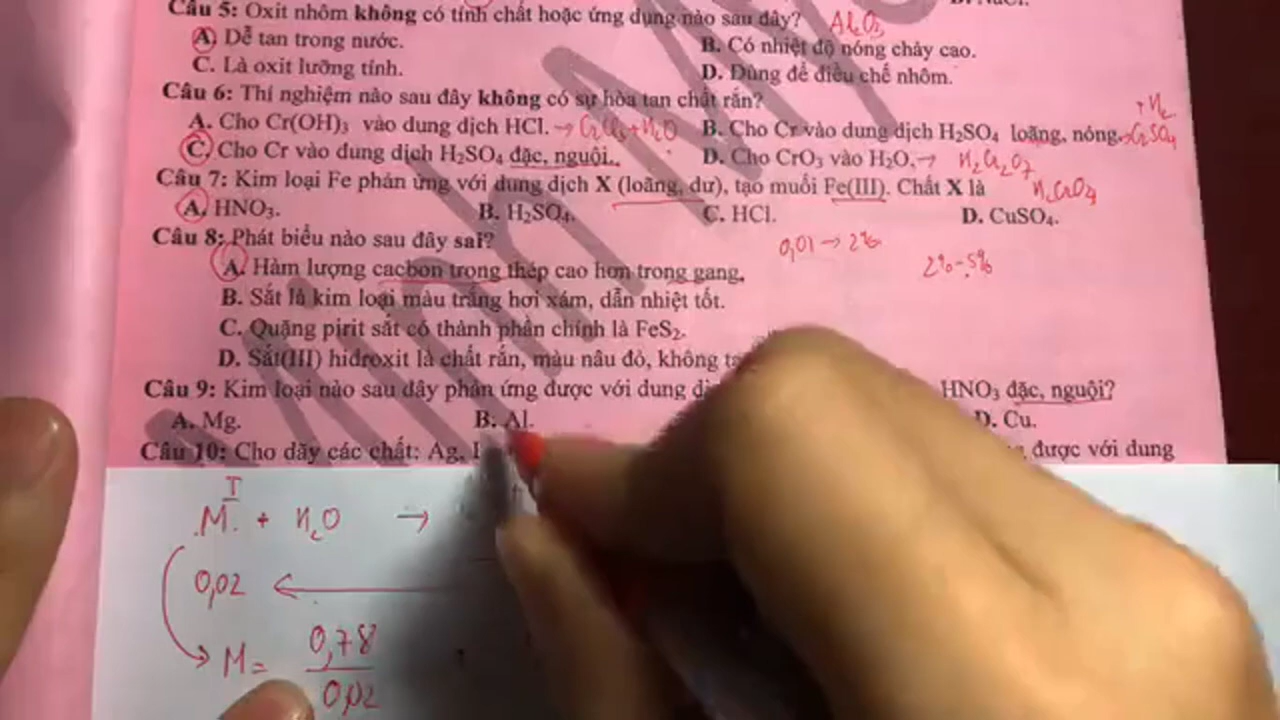 Câu 5: Oxit nhôm không có tính chất hoặc ứng dụng nào sau đây? Al2O3
A. Dễ tan trong nước. B. Có nhiệt độ nóng chảy cao.
C. Là oxit lưỡng tính. D. Dùng để điều chế nhôm.
Câu 6: Thí nghiệm nào sau đây không có sự hòa tan chất rắn?
+ H2
A. Cho Cr(OH)3 vào dung dịch HCl. → CrCl3 + H2O B. Cho Cr vào dung dịch H2SO4 loãng, nóng. → CrSO4
C. Cho Cr vào dung dịch H2SO4 đặc, nguội. D. Cho CrO3 vào H2O. → H2Cr2O7
H2CrO4
Câu 7: Kim loại Fe phản ứng với dung dịch X (loãng, dư), tạo muối Fe(III). Chất X là
A. HNO3. B. H2SO4. C. HCl. D. CuSO4.
Câu 8: Phát biểu nào sau đây sai? 0,01 → 2%
A. Hàm lượng cacbon trong thép cao hơn trong gang. 2% - 5%
B. Sắt là kim loại màu trắng hơi xám, dẫn nhiệt tốt.
C. Quặng pirit sắt có thành phần chính là FeS2.
D. Sắt(III) hiđroxit là chất rắn, màu nâu đỏ, không
Câu 9: Kim loại nào sau đây phản ứng được với dung HNO3 đặc, nguội?
A. Mg. B. Al. D. Cu.
Câu 10: Cho dãy các chất: Ag, được với dung
I
M + H2O →
0,02 ←
→ M = 0,78
0,02